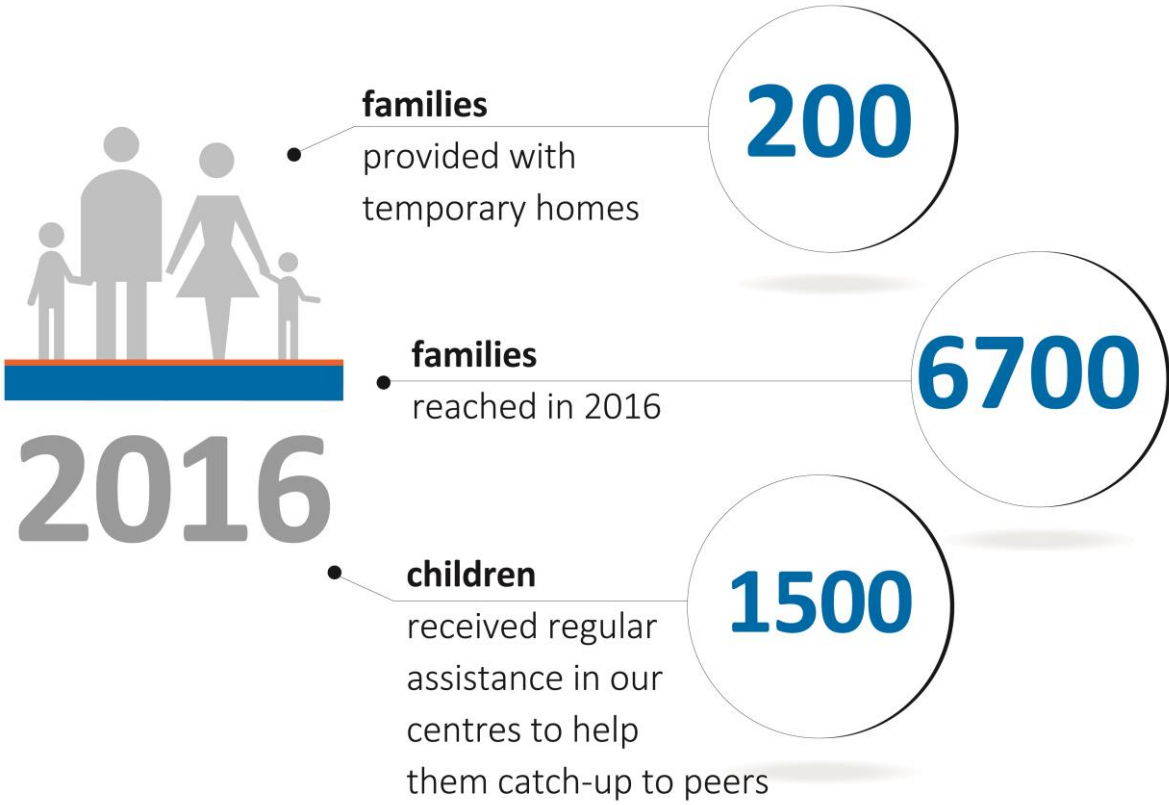 families
provided with
temporary homes
200
families
reached in 2016
6700
2016
children
received regular
assistance in our
centres to help
them catch-up to peers
1500